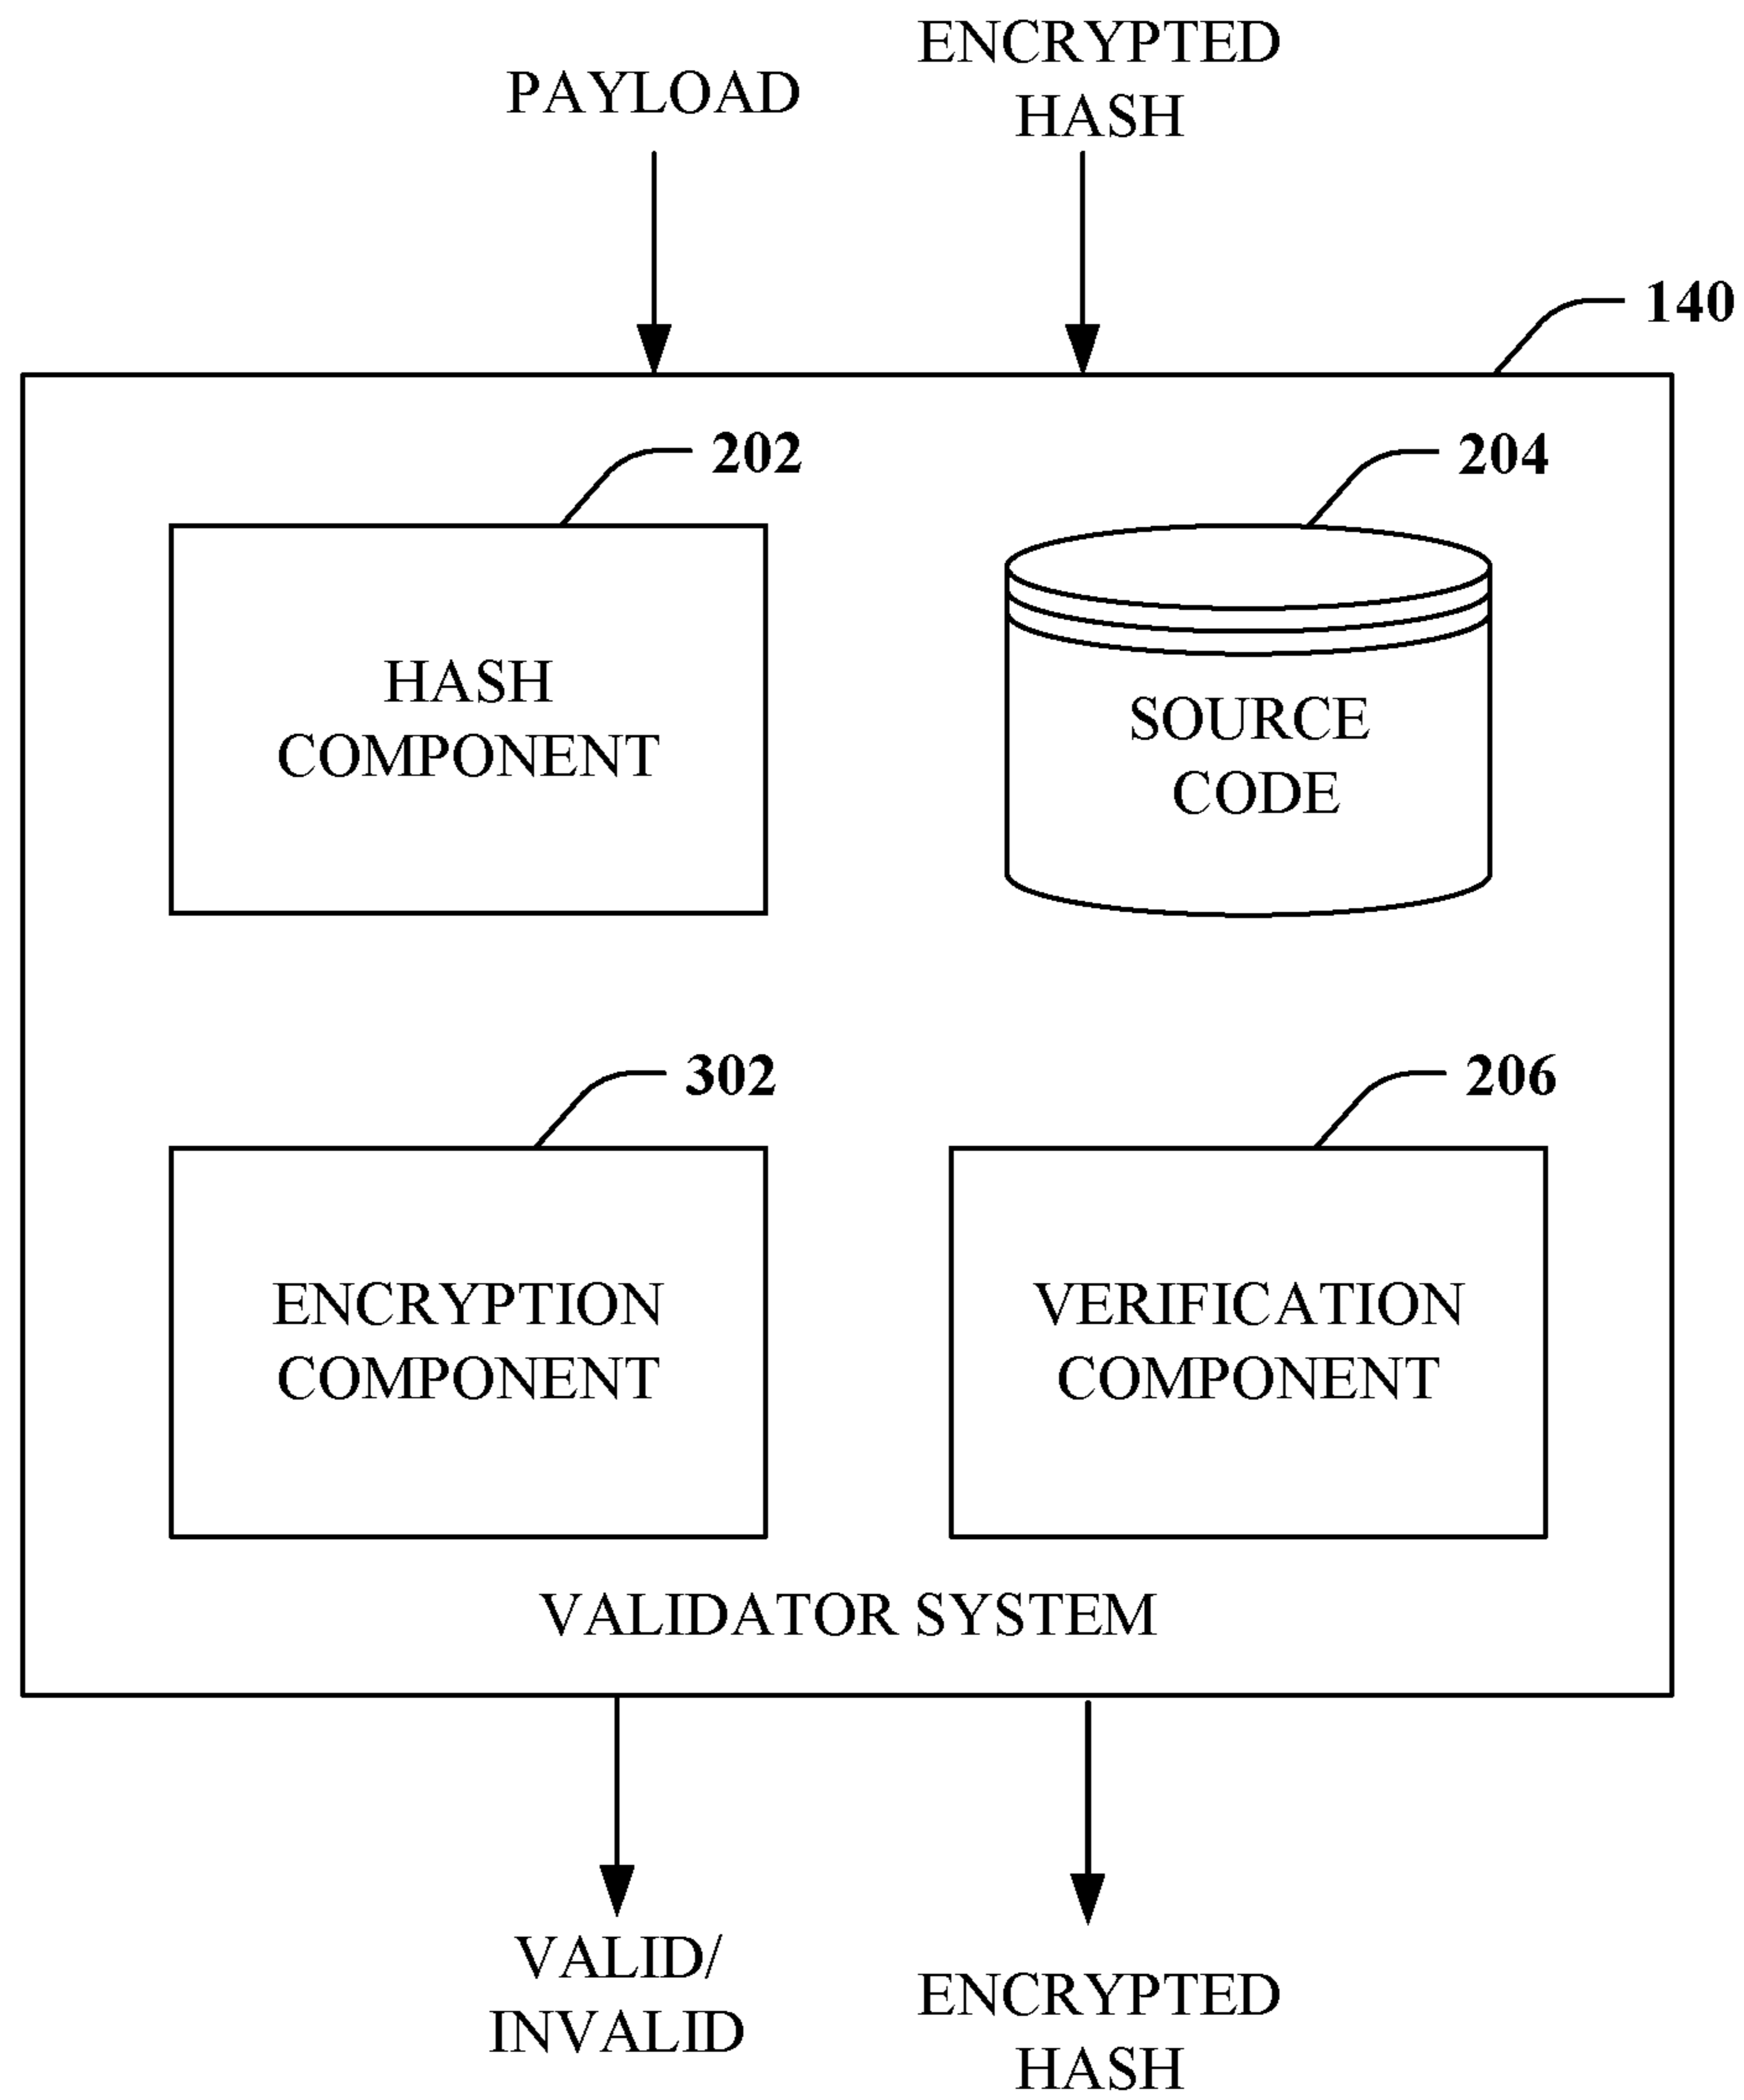 PAYLOAD
ENCRYPTED
HASH
140
202
204
HASH
COMPONENT
SOURCE
CODE
302
206
ENCRYPTION
COMPONENT
VERIFICATION
COMPONENT
VALIDATOR SYSTEM
VALID/
INVALID
ENCRYPTED
HASH